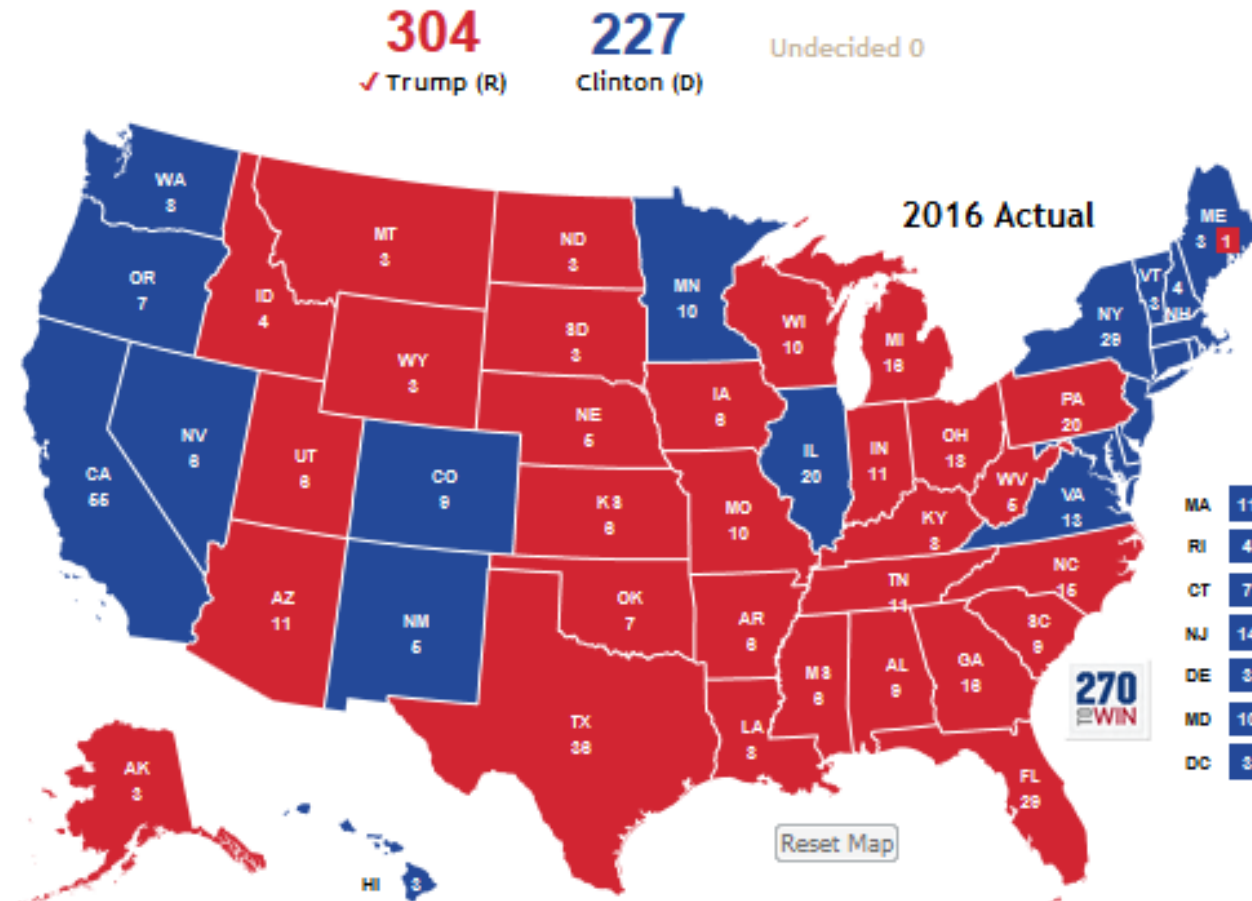 304 227 Undecided 0
✓ Trump (R) Clinton (D)
2016 Actual
WA
8
OR
7
CA
55
NV
6
ID
4
MT
3
WY
3
UT
6
AZ
11
CO
9
NM
5
ND
3
SD
3
NE
5
KS
6
OK
7
TX
36
MN
10
IA
6
MO
10
AR
6
LA
8
WI
10
IL
20
MI
16
IN
11
OH
18
KY
8
TN
11
MS
6
AL
9
GA
16
FL
29
SC
9
NC
15
VA
13
WV
5
PA
20
NY
29
VT
3
4
NH
ME
3 1
MA 11
RI 4
CT 7
NJ 14
DE 3
MD 10
DC 3
270
TO WIN
AK
3
HI 3
Reset Map